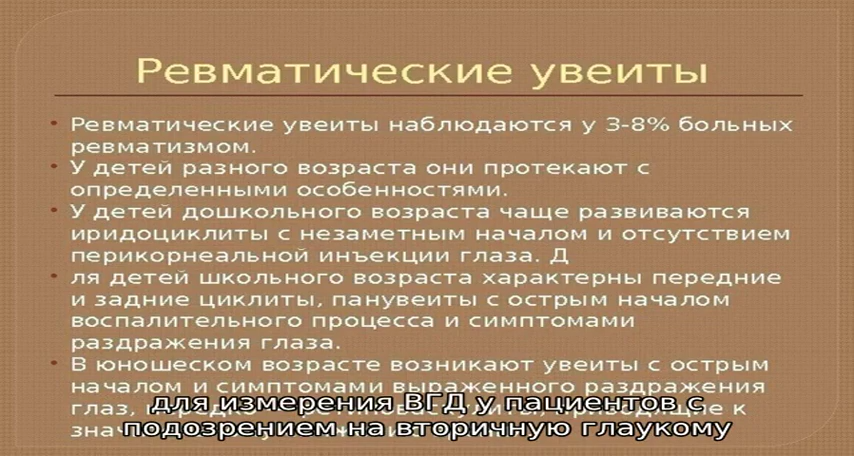 Ревматические увеиты
Ревматические увеиты наблюдаются у 3-8% больных
ревматизмом.
У детей разного возраста они протекают с
определенными особенностями.
У детей дошкольного возраста чаще развиваются
иридоциклиты с незаметным началом и отсутствием
перикорнеальной инъекции глаза. Д
ля детей школьного возраста характерны передние
и задние циклиты, панувеиты с острым началом
воспалительного процесса и симптомами
раздражения глаза.
В юношеском возрасте возникают увеиты с острым
началом и симптомами выраженного раздражения
глаз, к
для измерения ВГД у пациентов с
подозрением на вторичную глаукому